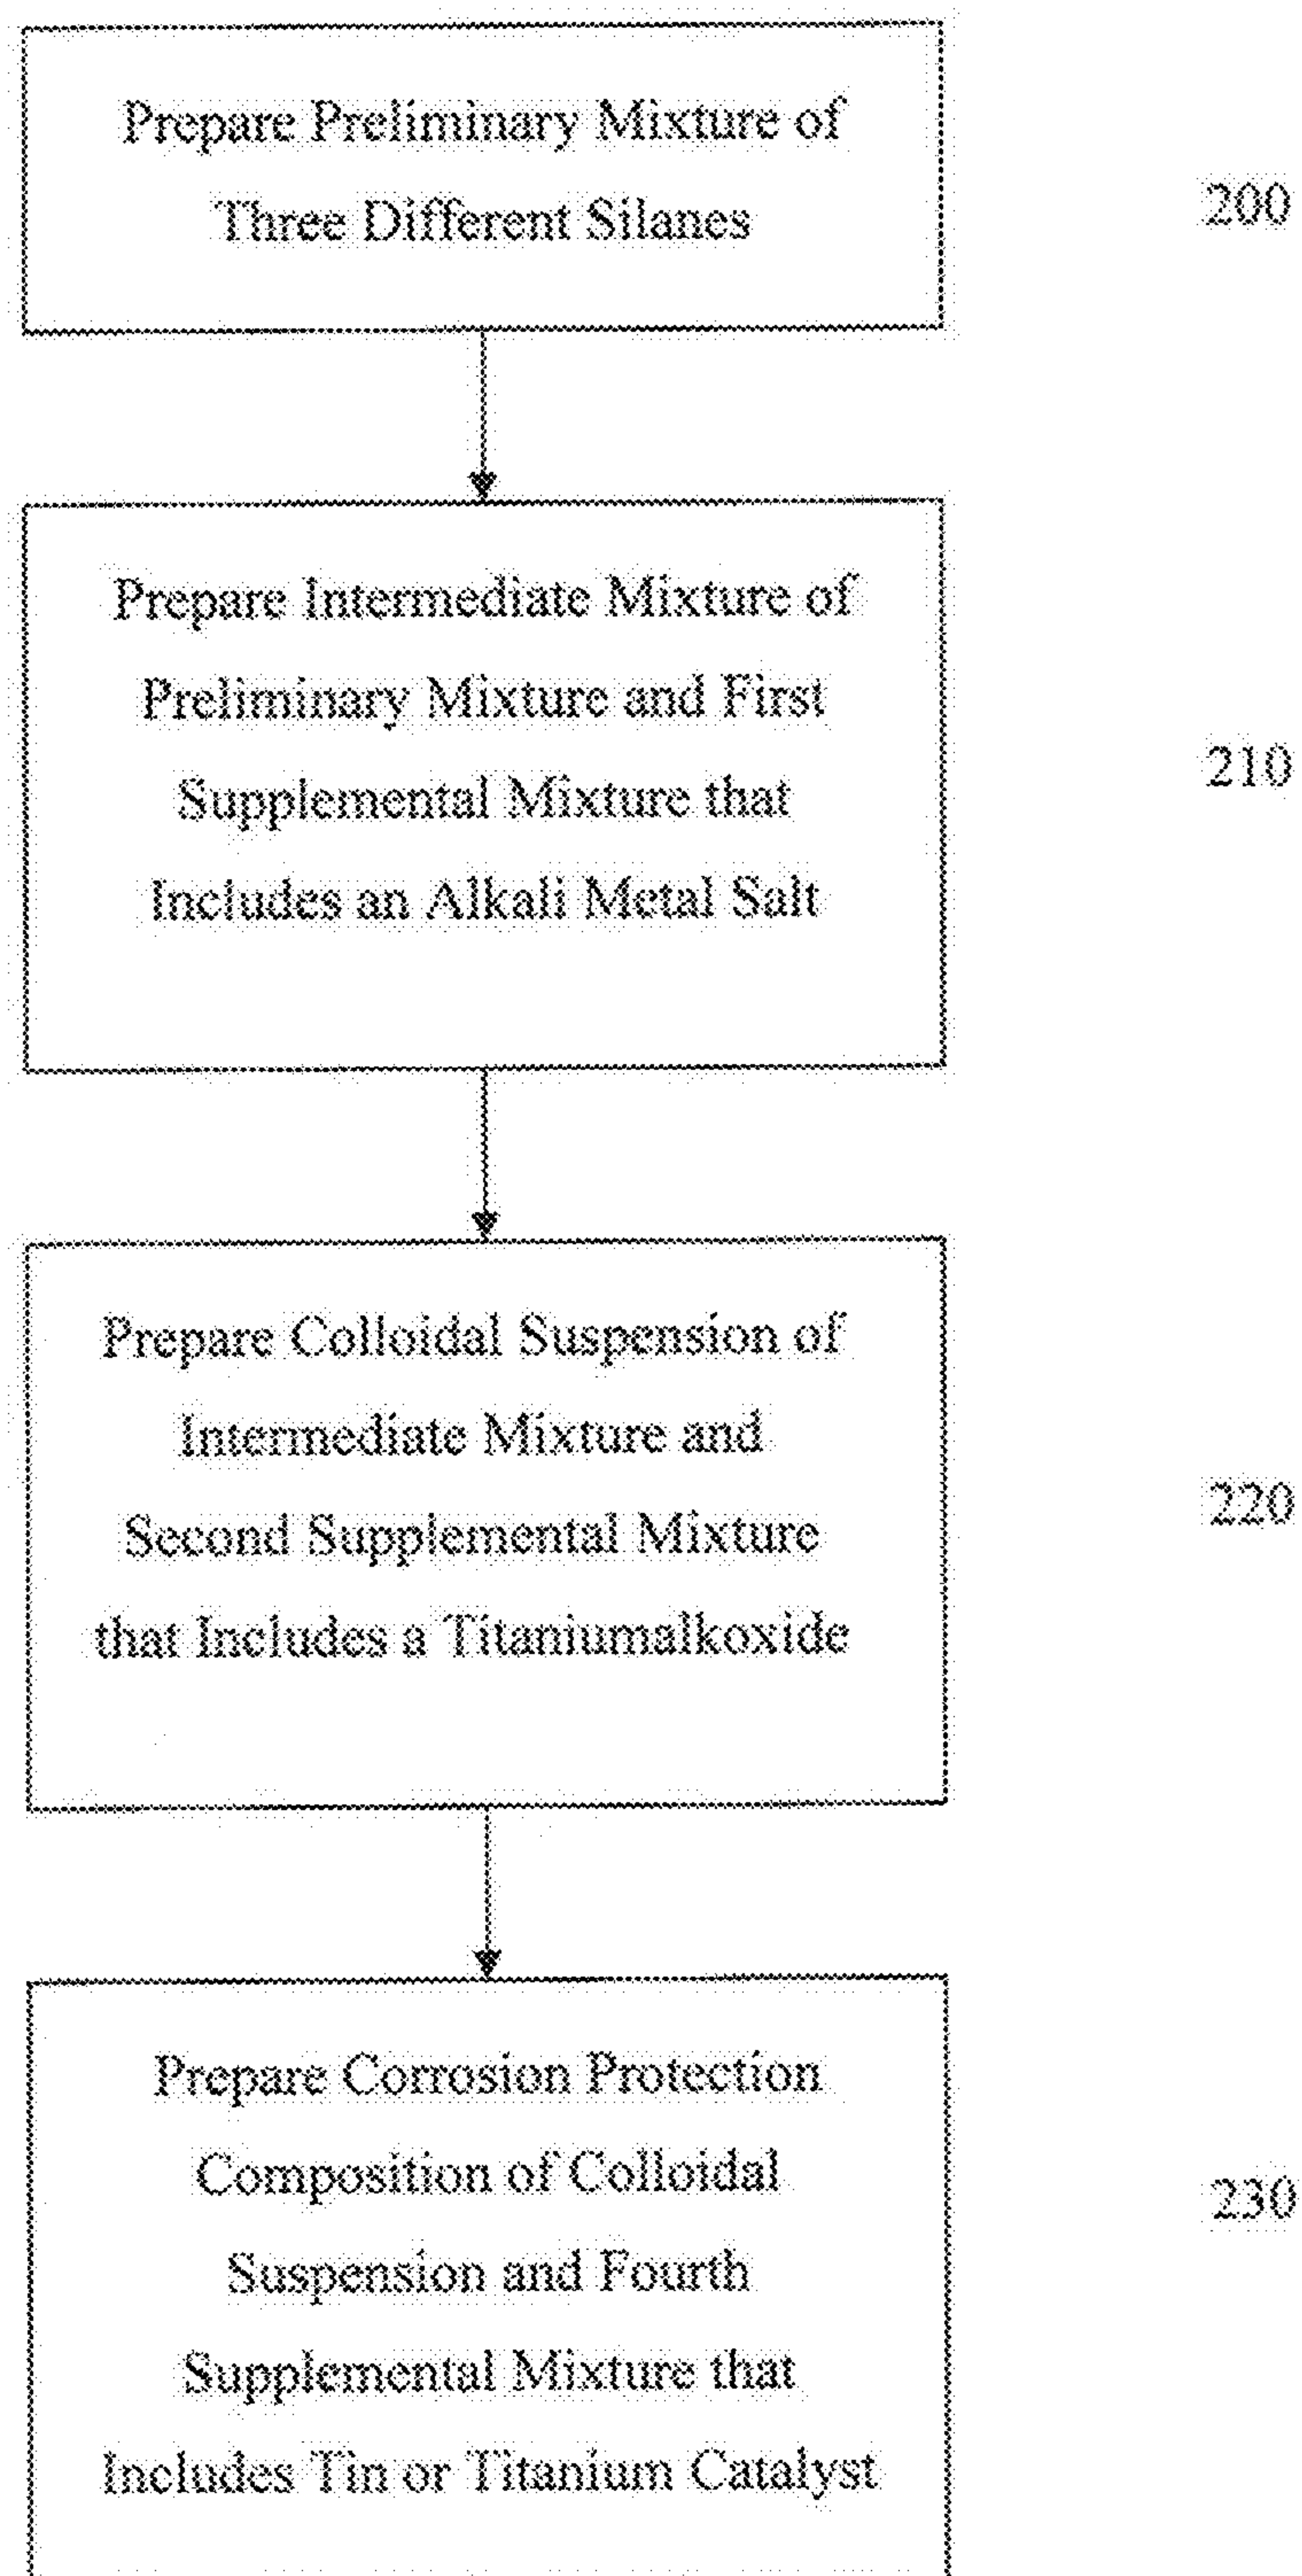 Prepare Preliminary Mixture of
Three Different Silanes
200
Prepare Intermediate Mixture of
Preliminary Mixture and First
Supplemental Mixture that
Includes an Alkali Metal Salt
210
Prepare Colloidal Suspension of
Intermediate Mixture and
Second Supplemental Mixture
that Includes a Titaniumalkoxide
220
Prepare Corrosion Protection
Composition of Colloidal
Suspension and Fourth
Supplemental Mixture that
Includes Tin or Titanium Catalyst
230